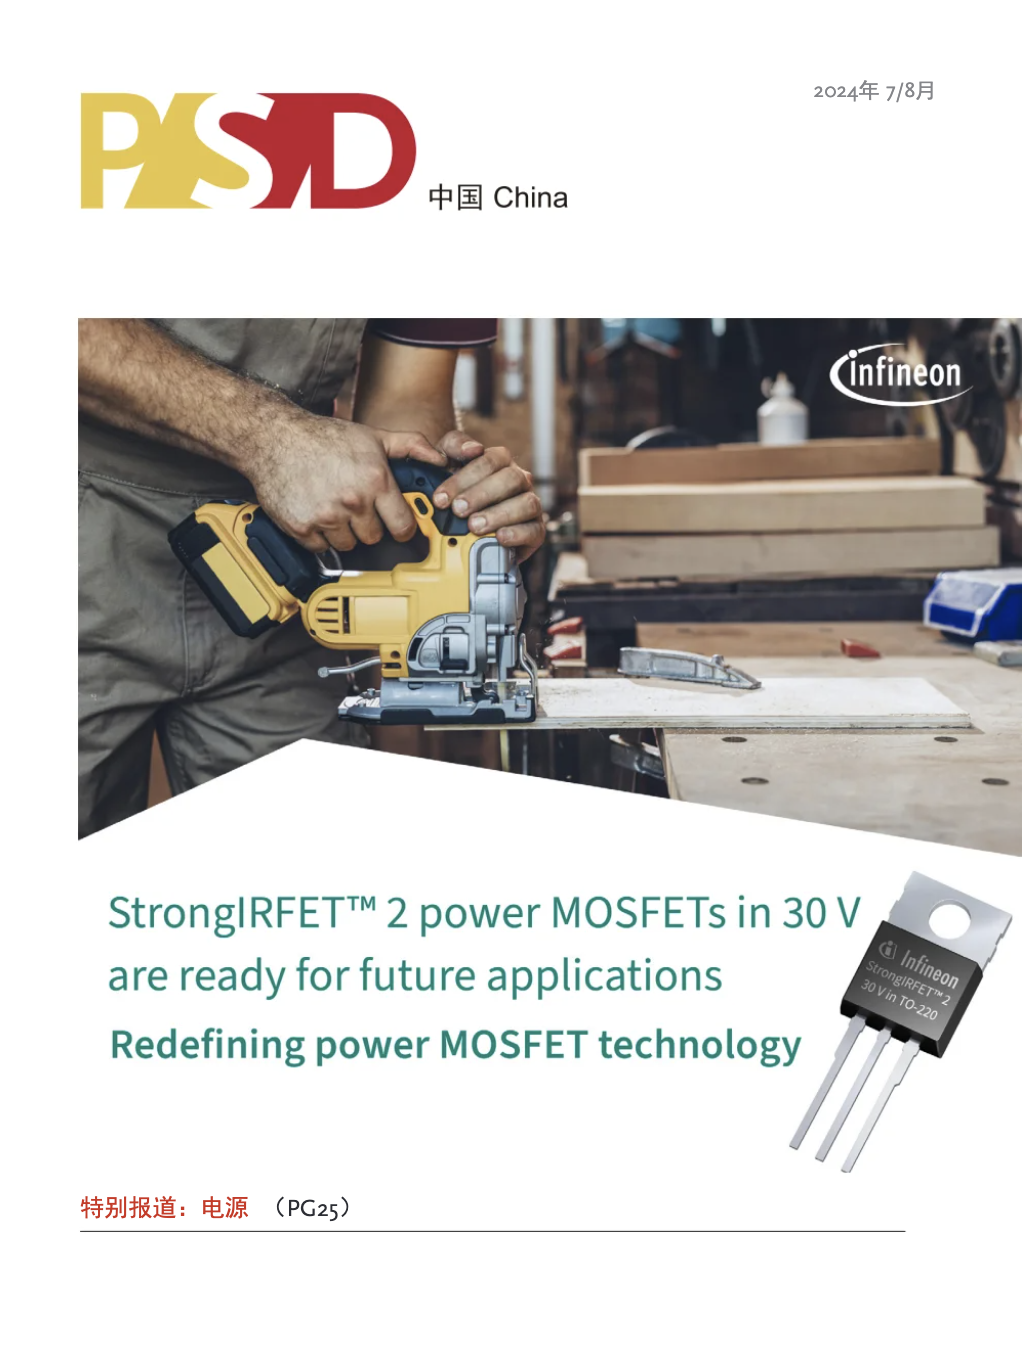 2024年 7/8月
PSD
中国 China
infineon
StrongIRFET™ 2 power MOSFETs in 30 V
are ready for future applications
Redefining power MOSFET technology
Infineon
StrongIRFET™ 2
30 V in TO-220
特别报道：电源 （PG25）